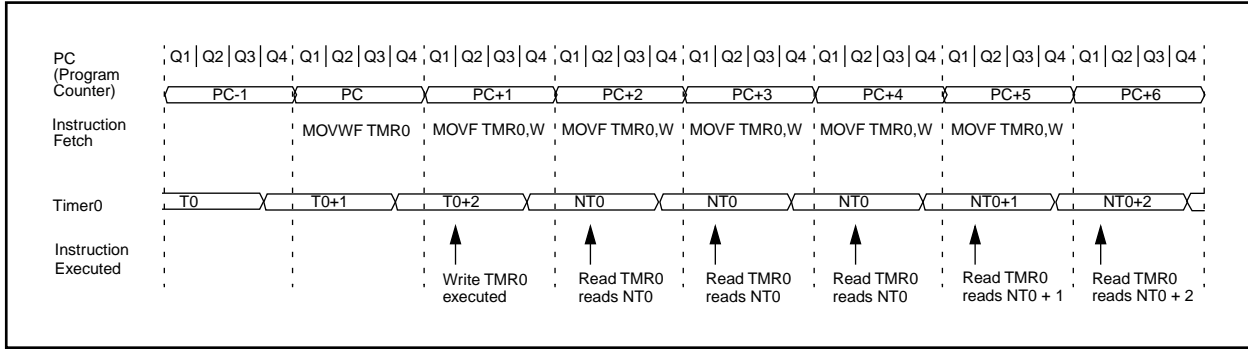 PC
(Program
Counter)
Q1 Q2 Q3 Q4 Q1 Q2 Q3 Q4 Q1 Q2 Q3 Q4 Q1 Q2 Q3 Q4 Q1 Q2 Q3 Q4 Q1 Q2 Q3 Q4 Q1 Q2 Q3 Q4 Q1 Q2 Q3 Q4
PC-1 PC PC+1 PC+2 PC+3 PC+4 PC+5 PC+6
Instruction
Fetch
MOVWF TMR0 MOVF TMR0,W MOVF TMR0,W MOVF TMR0,W MOVF TMR0,W MOVF TMR0,W
Timer0
T0 T0+1 T0+2 NT0 NT0 NT0 NT0+1 NT0+2
Instruction
Executed
Write TMR0
executed
Read TMR0
reads NT0
Read TMR0
reads NT0
Read TMR0
reads NT0
Read TMR0
reads NT0 + 1
Read TMR0
reads NT0 + 2